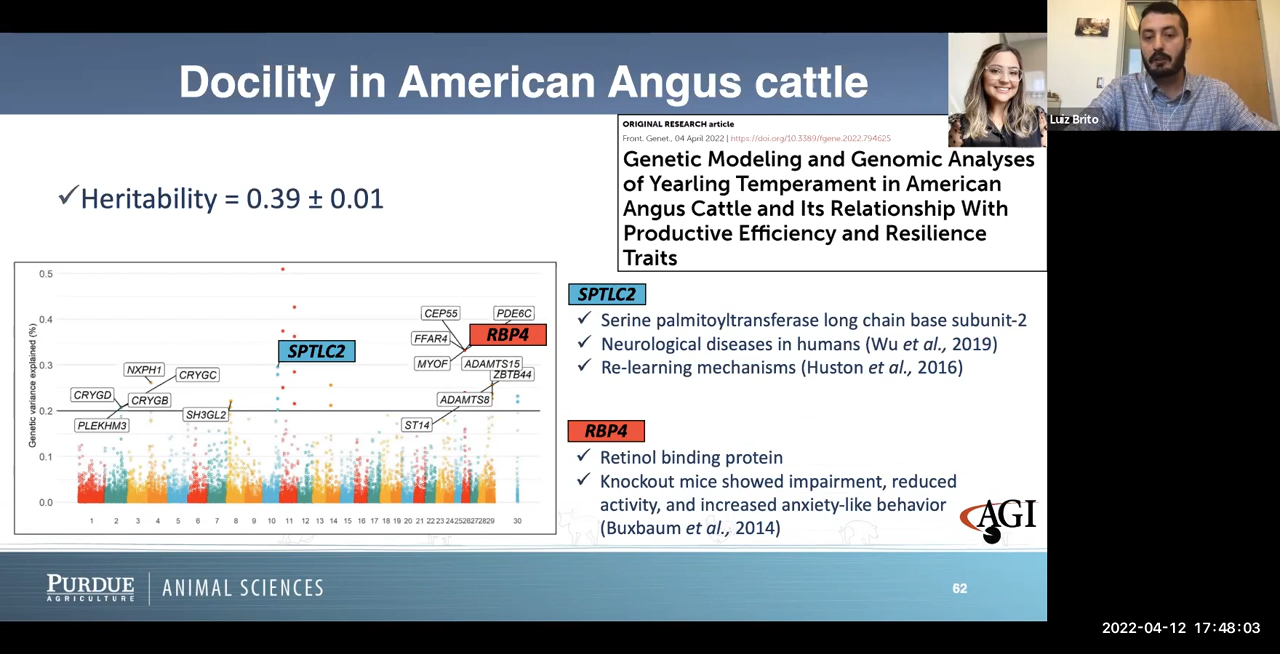 Docility in American Angus cattle
Luiz Brito
ORIGINAL RESEARCH article
Front. Genet., 04 April 2022 | https://doi.org/10.3389/fgene.2022.794625
Genetic Modeling and Genomic Analyses
of Yearling Temperament in American
Angus Cattle and Its Relationship With
Productive Efficiency and Resilience
Traits
✓Heritability = 0.39 ± 0.01
Genetic variance explained (%)
0.5
0.4
0.3
0.2
0.1
0.0
CEP55
PDE6C
FFAR4
RBP4
SPTLC2
MYOF
ADAMTS15
NXPH1
CRYGC
ZBTB44
CRYGD
CRYGB
ADAMTS8
SH3GL2
PLEKHM3
ST14
1 2 3 4 5 6 7 8 9 10 11 12 13 14 15 16 17 18 19 20 21 22 23 24 25 26 27 28 29 30
SPTLC2
✓ Serine palmitoyltransferase long chain base subunit-2
✓ Neurological diseases in humans (Wu et al., 2019)
✓ Re-learning mechanisms (Huston et al., 2016)
RBP4
✓ Retinol binding protein
✓ Knockout mice showed impairment, reduced
activity, and increased anxiety-like behavior
(Buxbaum et al., 2014)
AGI
PURDUE
AGRICULTURE
ANIMAL SCIENCES
62
2022-04-12 17:48:03